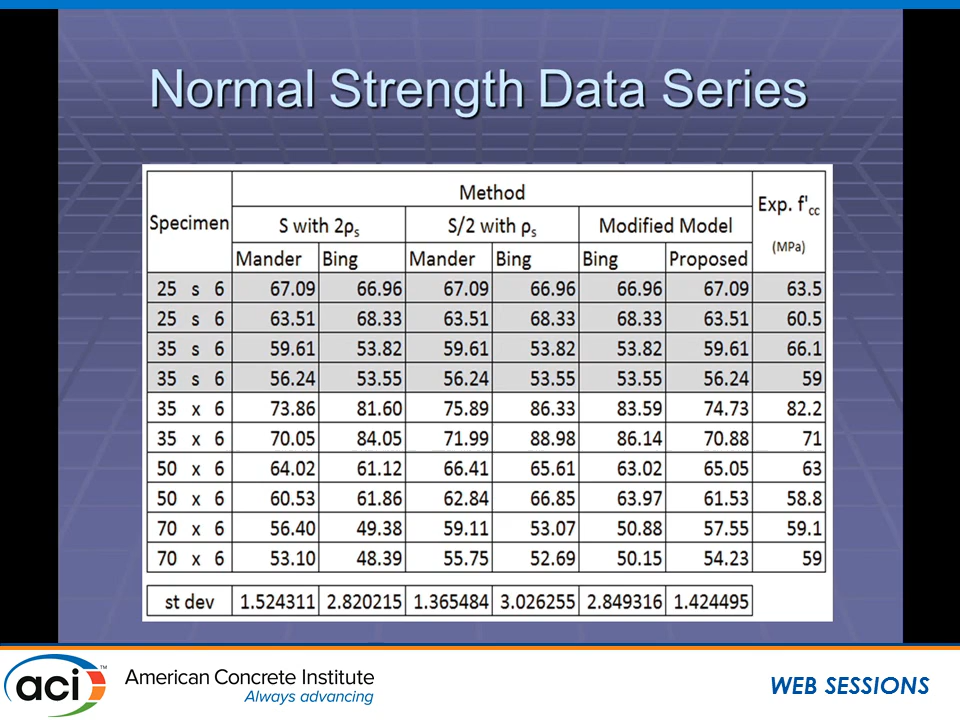 Normal Strength Data Series
Specimen Method Exp. f'cc (MPa)
S with 2ρs S/2 with ρs Modified Model
Mander Bing Mander Bing Bing Proposed
25 s 6 67.09 66.96 67.09 66.96 66.96 67.09 63.5
25 s 6 63.51 68.33 63.51 68.33 68.33 63.51 60.5
35 s 6 59.61 53.82 59.61 53.82 53.82 59.61 66.1
35 s 6 56.24 53.55 56.24 53.55 53.55 56.24 59
35 x 6 73.86 81.60 75.89 86.33 83.59 74.73 82.2
35 x 6 70.05 84.05 71.99 88.98 86.14 70.88 71
50 x 6 64.02 61.12 66.41 65.61 63.02 65.05 63
50 x 6 60.53 61.86 62.84 66.85 63.97 61.53 58.8
70 x 6 56.40 49.38 59.11 53.07 50.88 57.55 59.1
70 x 6 53.10 48.39 55.75 52.69 50.15 54.23 59
st dev 1.524311 2.820215 1.365484 3.026255 2.849316 1.424495
aci™ American Concrete Institute
Always advancing
WEB SESSIONS